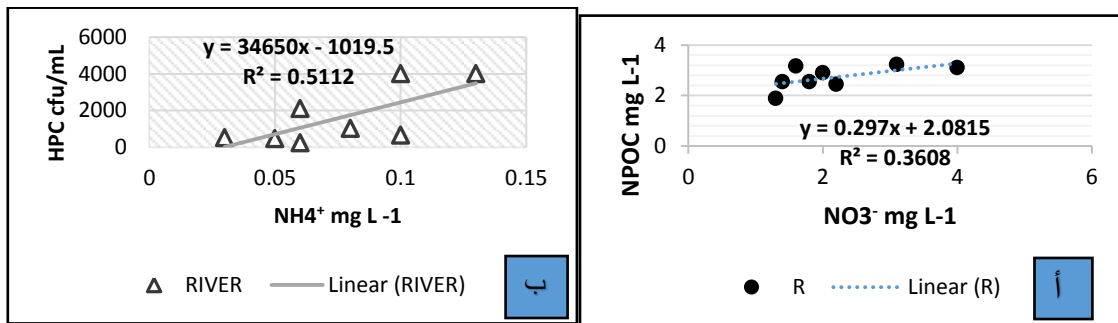 HPC cfu/mL
6000
4000
2000
0
y = 34650x - 1019.5
R² = 0.5112
0 0.05 0.1 0.15
NH4⁺ mg L -1
RIVER Linear (RIVER)
ب
NPOC mg L-1
4
2
0
y = 0.297x + 2.0815
R² = 0.3608
0 2 4 6
NO3⁻ mg L-1
R Linear (R)
أ